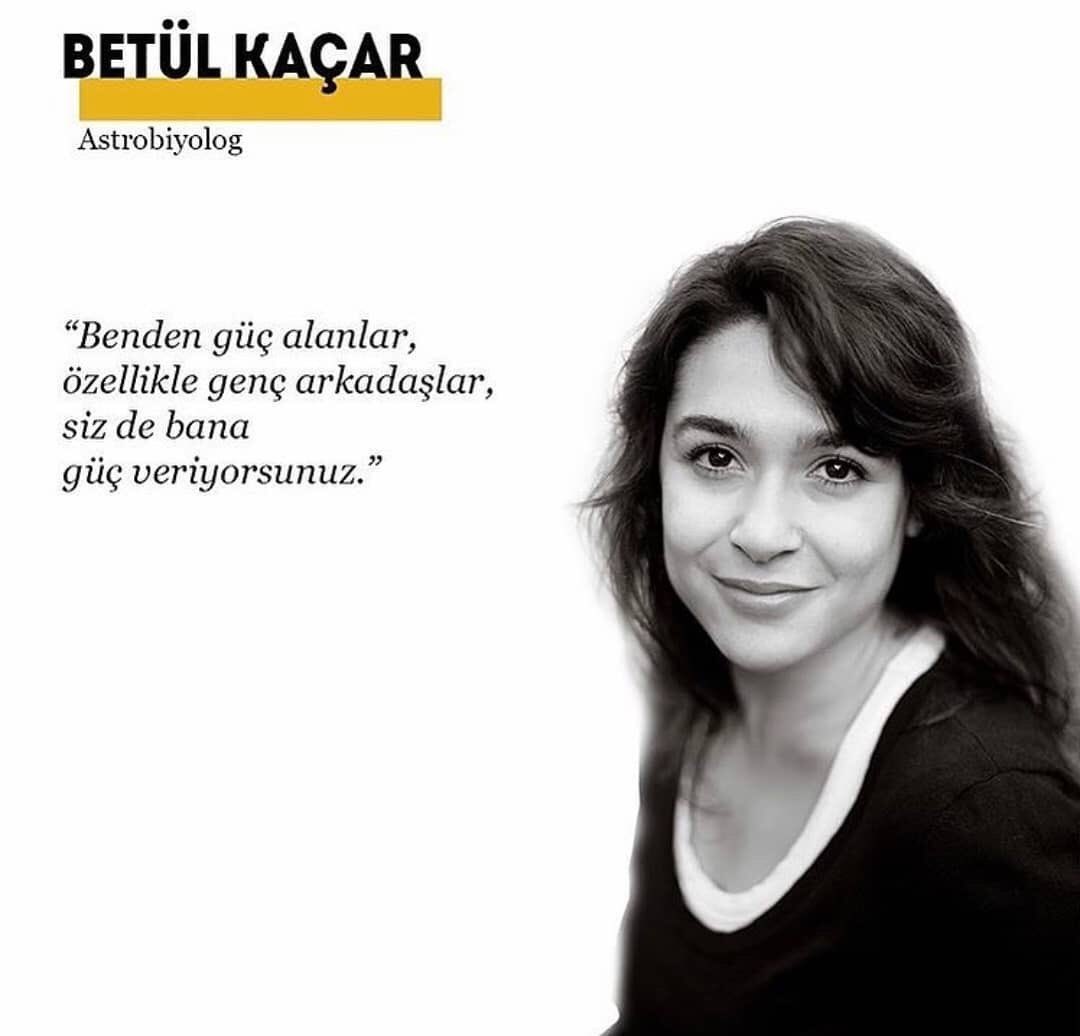 BETÜL KAÇAR
Astrobiyolog
“Benden güç alanlar,
özellikle genç arkadaşlar,
siz de bana
güç veriyorsunuz.”